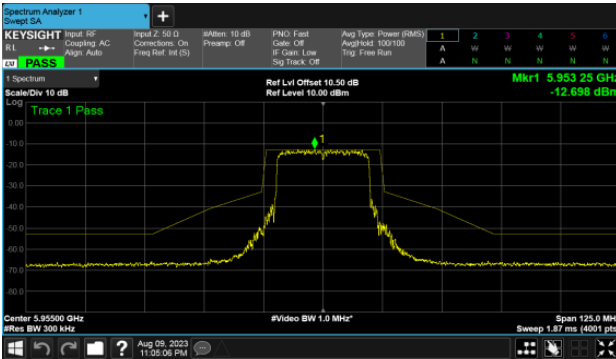 Spectrum Analyzer 1
Swept SA
+
KEYSIGHT
RL
LXI PASS
Input: RF
Coupling: AC
Align: Auto
Input Z: 50 Ω
Corrections: On
Freq Ref: Int (S)
#Atten: 10 dB
Preamp: Off
PNO: Fast
Gate: Off
IF Gain: Low
Sig Track: Off
Avg Type: Power (RMS)
Avg|Hold: 100/100
Trig: Free Run
1 2 3 4 5 6
A W W W W W
A N N N N N
1 Spectrum
Scale/Div 10 dB
Ref Lvl Offset 10.50 dB
Ref Level 10.00 dBm
Mkr1 5.953 25 GHz
-12.698 dBm
Log
Trace 1 Pass
1
0.00
-10.0
-20.0
-30.0
-40.0
-50.0
-60.0
-70.0
-80.0
Center 5.95500 GHz
#Res BW 300 kHz
#Video BW 1.0 MHz*
Span 125.0 MHz
Sweep 1.87 ms (4001 pts)
?
Aug 09, 2023
11:05:06 PM